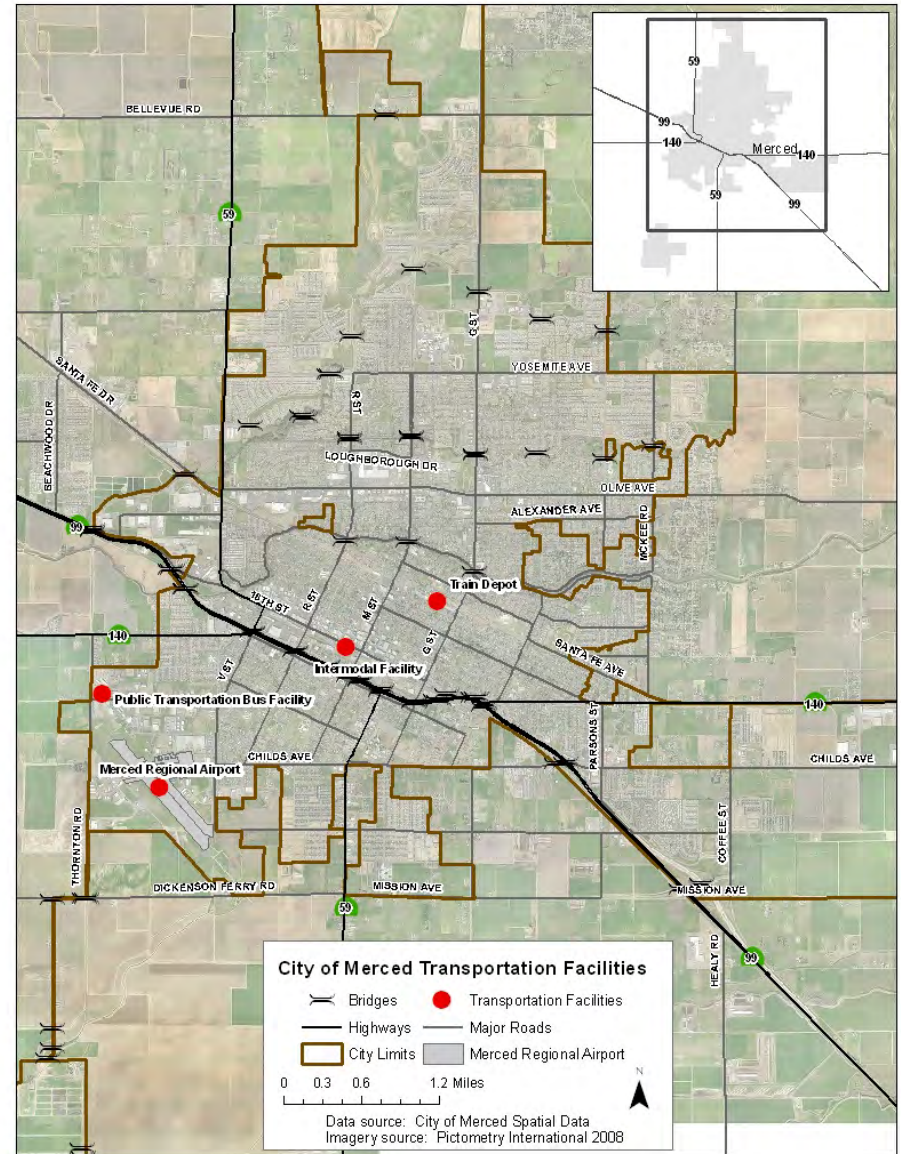 BELLEVUE RD
59
59
99
140
Merced
140
59
99
G ST
YOSEMITE AVE
SANTA FE DR
R ST
BEACHWOOD DR
LOUGHBOROUGH DR
OLIVE AVE
ALEXANDER AVE
MCKEE RD
99
Train Depot
16TH ST
R ST
M ST
G ST
140
SANTA FE AVE
Intermodal Facility
V ST
Public Transportation Bus Facility
140
PARSONS ST
CHILDS AVE
CHILDS AVE
Merced Regional Airport
THORNTON RD
COFFEE ST
DICKENSON FERRY RD
MISSION AVE
MISSION AVE
59
HEALY RD
99
City of Merced Transportation Facilities
Bridges
Transportation Facilities
Highways
Major Roads
City Limits
Merced Regional Airport
0 0.3 0.6 1.2 Miles
N
Data source: City of Merced Spatial Data
Imagery source: Pictometry International 2008